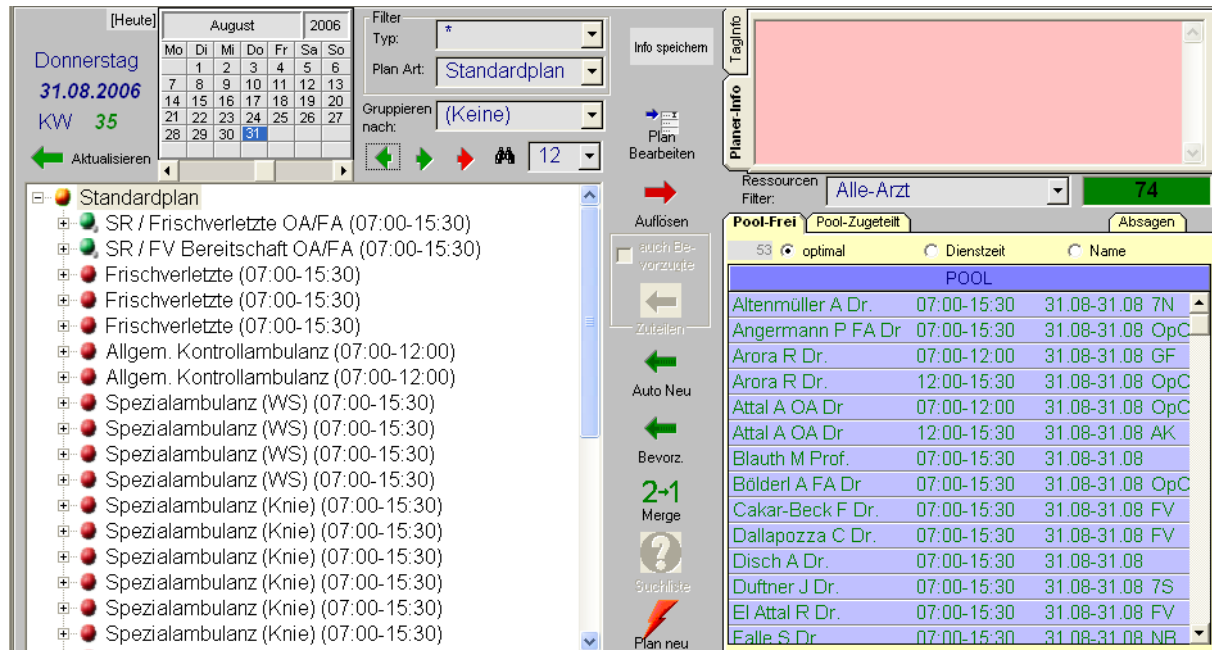 [Heute]
Donnerstag
31.08.2006
KW 35
Aktualisieren
August 2006
Mo Di Mi Do Fr Sa So
1 2 3 4 5 6
7 8 9 10 11 12 13
14 15 16 17 18 19 20
21 22 23 24 25 26 27
28 29 30 31
Filter
Typ: *
Plan Art: Standardplan
Gruppieren nach: (Keine)
12
Standardplan
SR / Frischverletzte OA/FA (07:00-15:30)
SR / FV Bereitschaft OA/FA (07:00-15:30)
Frischverletzte (07:00-15:30)
Frischverletzte (07:00-15:30)
Frischverletzte (07:00-15:30)
Allgem. Kontrollambulanz (07:00-12:00)
Allgem. Kontrollambulanz (07:00-12:00)
Spezialambulanz (WS) (07:00-15:30)
Spezialambulanz (WS) (07:00-15:30)
Spezialambulanz (WS) (07:00-15:30)
Spezialambulanz (WS) (07:00-15:30)
Spezialambulanz (Knie) (07:00-15:30)
Spezialambulanz (Knie) (07:00-15:30)
Spezialambulanz (Knie) (07:00-15:30)
Spezialambulanz (Knie) (07:00-15:30)
Spezialambulanz (Knie) (07:00-15:30)
Spezialambulanz (Knie) (07:00-15:30)
Info speichern
Plan
Bearbeiten
Auflösen
auch Be-
vorzugte
Zuteilen
Auto Neu
Bevorz.
2→1
Merge
?
Suchliste
Plan neu
TagInfo
Planer-Info
Ressourcen
Filter: Alle-Arzt 74
Pool-Frei Pool-Zugeteilt Absagen
53 optimal Dienstzeit Name
POOL
Altenmüller A Dr. 07:00-15:30 31.08-31.08 7N
Angermann P FA Dr 07:00-15:30 31.08-31.08 OpC
Arora R Dr. 07:00-12:00 31.08-31.08 GF
Arora R Dr. 12:00-15:30 31.08-31.08 OpC
Attal A OA Dr 07:00-12:00 31.08-31.08 OpC
Attal A OA Dr 12:00-15:30 31.08-31.08 AK
Blauth M Prof. 07:00-15:30 31.08-31.08
Bölderl A FA Dr 07:00-15:30 31.08-31.08 OpC
Cakar-Beck F Dr. 07:00-15:30 31.08-31.08 FV
Dallapozza C Dr. 07:00-15:30 31.08-31.08 FV
Disch A Dr. 07:00-15:30 31.08-31.08
Duftner J Dr. 07:00-15:30 31.08-31.08 7S
El Attal R Dr. 07:00-15:30 31.08-31.08 FV
Falle S Dr 07:00-15:30 31.08-31.08 NB